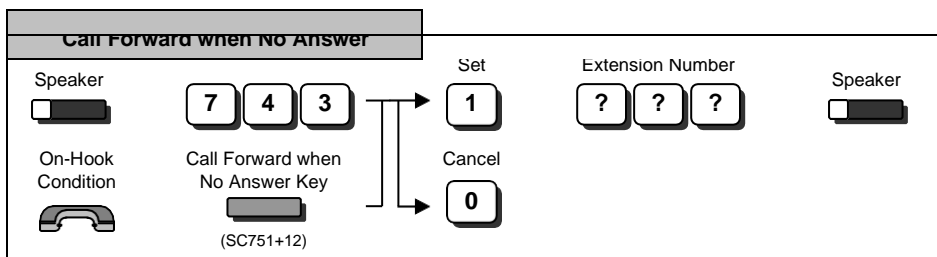 Call Forward when No Answer
Speaker
7 4 3
Set
1
Extension Number
? ? ?
Speaker
On-Hook
Condition
Call Forward when
No Answer Key
(SC751+12)
Cancel
0